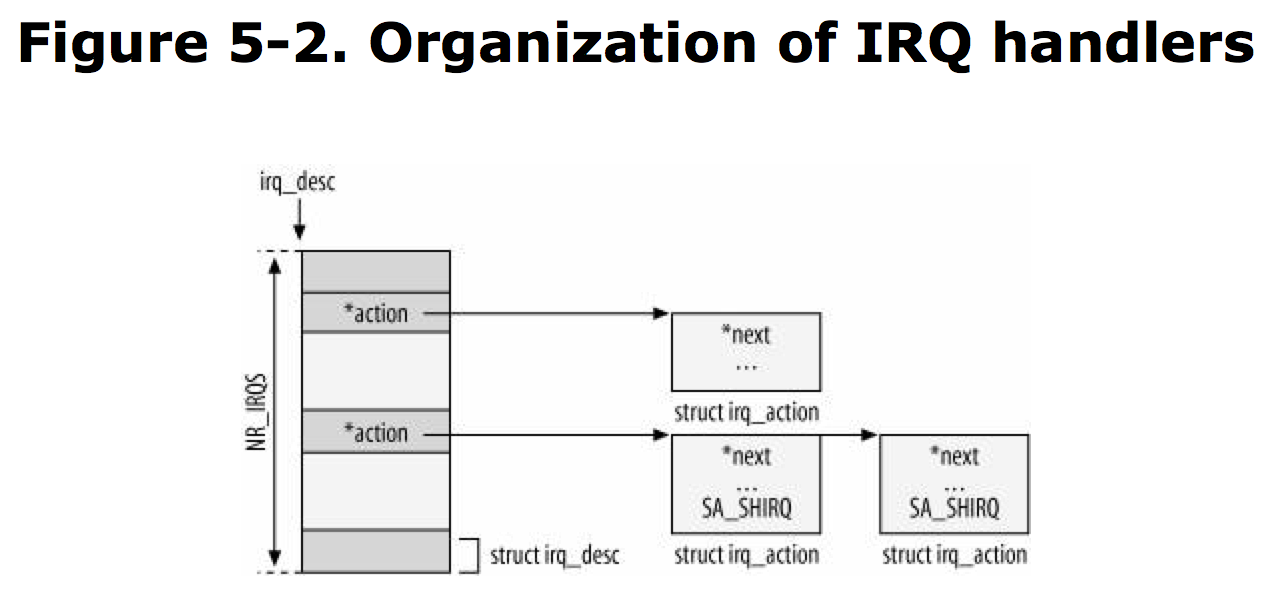 Figure 5-2. Organization of IRQ handlers
irq_desc
*action
*next
...
struct irq_action
NR_IRQS
*action
*next
...
SA_SHIRQ
struct irq_action
*next
...
SA_SHIRQ
struct irq_action
struct irq_desc